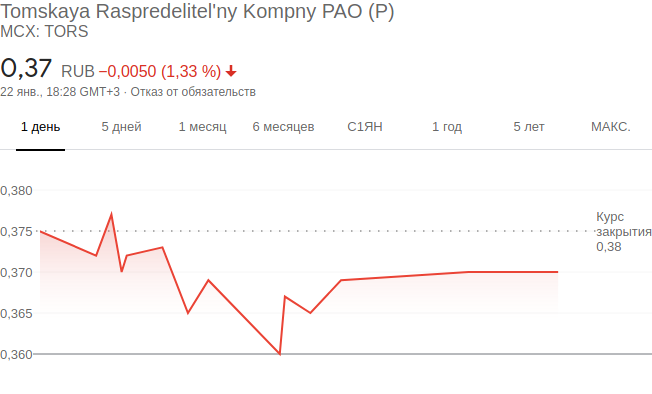 Tomskaya Raspredelitel'ny Kompny PAO (P)
MCX: TORS
0,37 RUB −0,0050 (1,33 %)
22 янв., 18:28 GMT+3 · Отказ от обязательств
1 день 5 дней 1 месяц 6 месяцев С1ЯН 1 год 5 лет МАКС.
0,380
0,375
0,370
0,365
0,360
Курс
закрытия
0,38